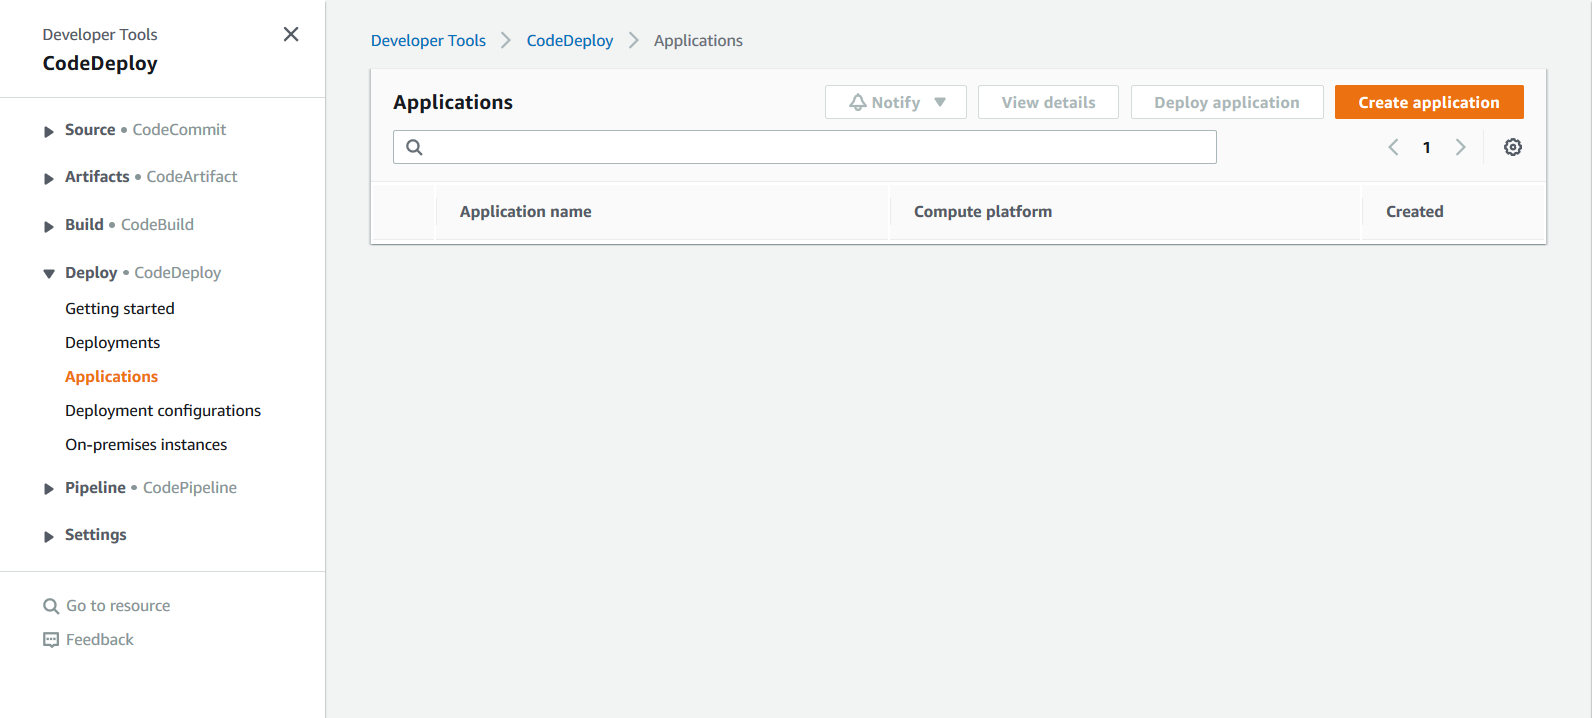 Developer Tools
CodeDeploy
Source • CodeCommit
Artifacts • CodeArtifact
Build • CodeBuild
Deploy • CodeDeploy
Getting started
Deployments
Applications
Deployment configurations
On-premises instances
Pipeline • CodePipeline
Settings
Go to resource
Feedback
Developer Tools CodeDeploy Applications
Applications Notify View details Deploy application Create application
1
Application name Compute platform Created